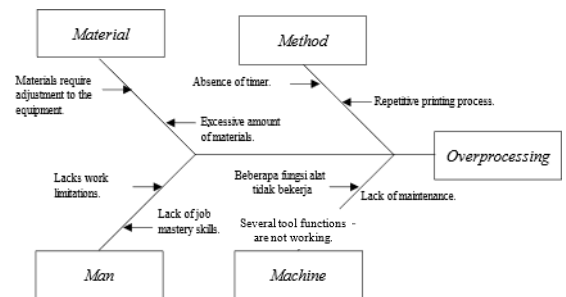 Material
Method
Materials require
adjustment to the
equipment.
Absence of timer.
Repetitive printing process.
Excessive amount
of materials.
Overprocessing
Lacks work
limitations.
Beberapa fungsi alat
tidak bekerja
Lack of maintenance.
Lack of job
mastery skills.
Several tool functions -
are not working.
Man
Machine